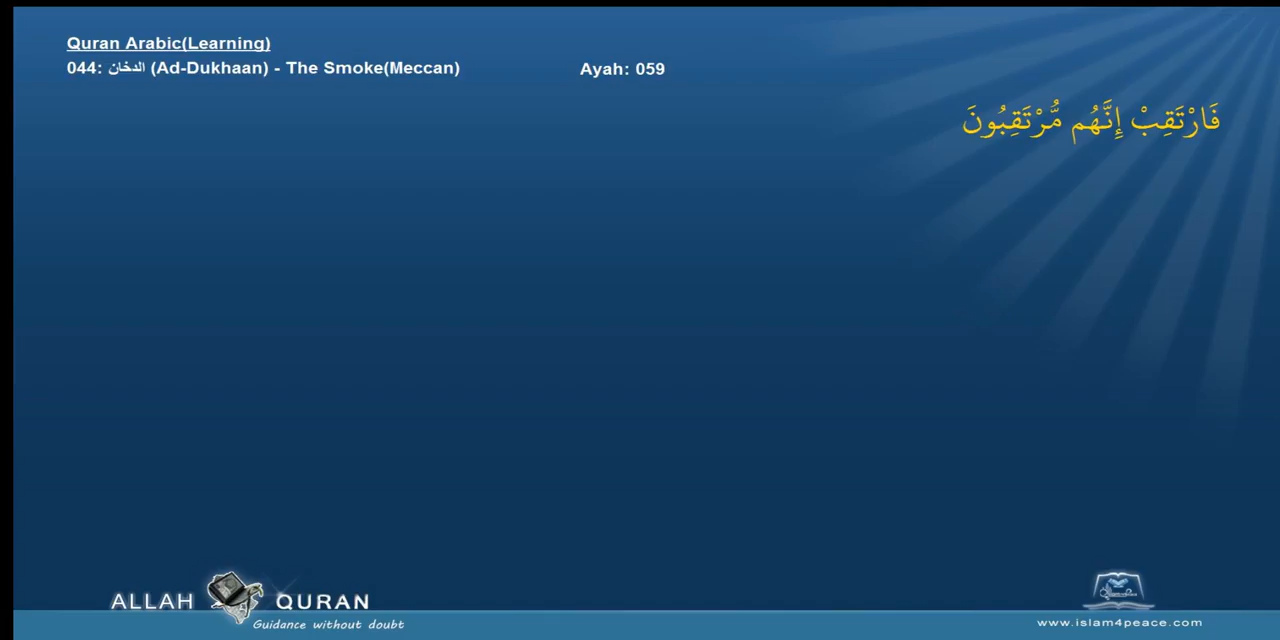 Quran Arabic(Learning)
044: الدخان (Ad-Dukhaan) - The Smoke(Meccan) Ayah: 059
فَارْتَقِبْ إِنَّهُم مُّرْتَقِبُونَ
ALLAH QURAN
Guidance without doubt
www.islam4peace.com